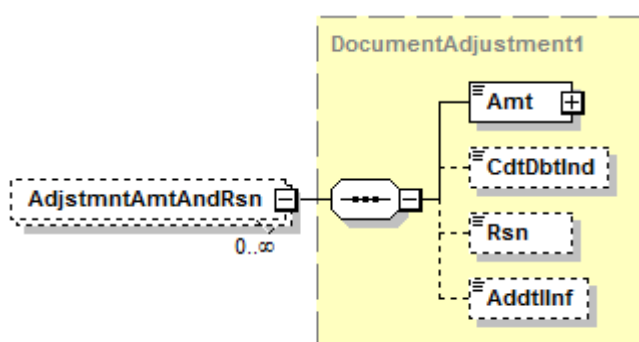 DocumentAdjustment1
Amt
CdtDbtInd
AdjstmntAmtAndRsn
0..∞
Rsn
AddtlInf